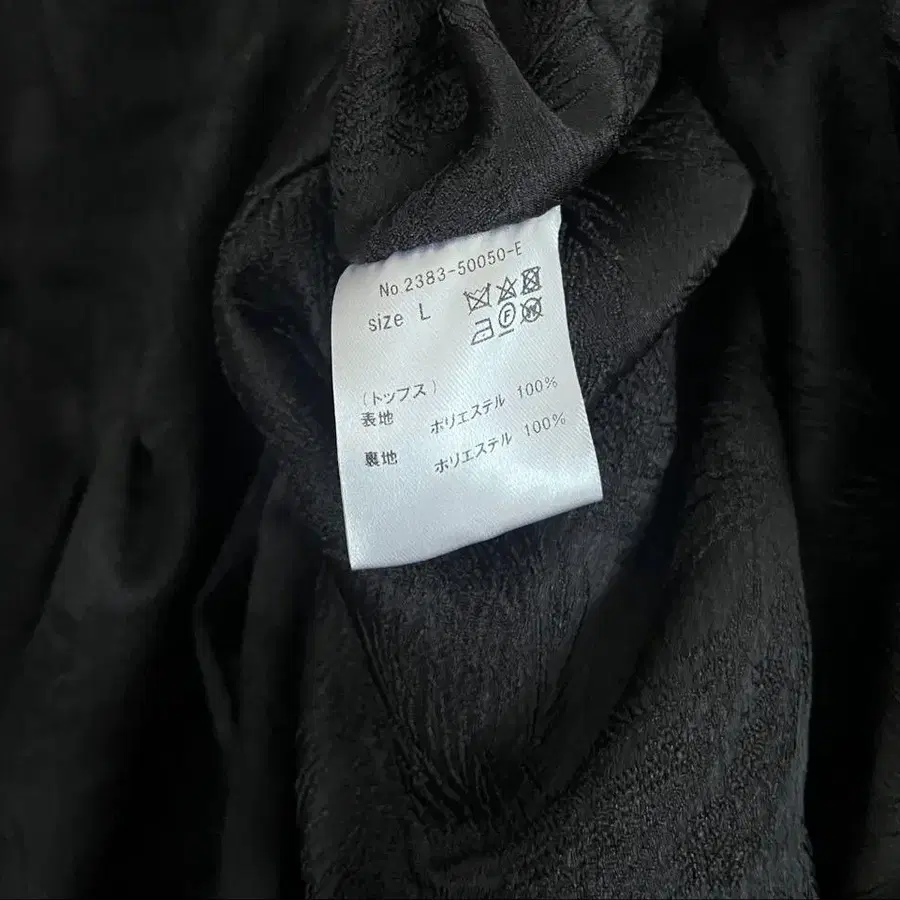 No.2383-50050-E
size L
(トップス)
表地 ポリエステル 100%
裏地 ポリエステル 100%